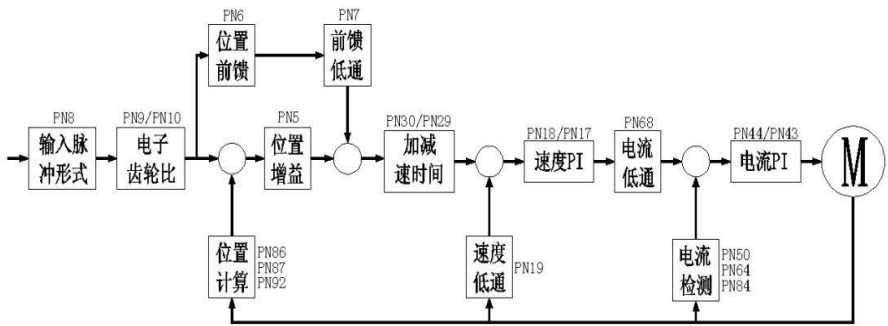 PN6
位置
前馈
PN7
前馈
低通
PN8
输入脉
冲形式
PN9/PN10
电子
齿轮比
PN5
位置
增益
PN30/PN29
加减
速时间
PN18/PN17
速度PI
PN68
电流
低通
PN44/PN43
电流PI
M
位置
计算
PN86
PN87
PN92
速度
低通
PN19
电流
检测
PN50
PN64
PN84